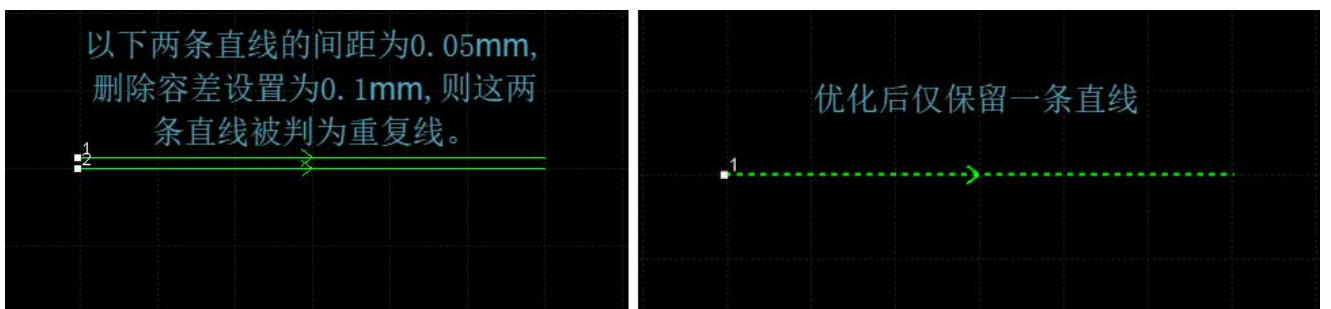 以下两条直线的间距为0.05mm,
删除容差设置为0.1mm,则这两
条直线被判为重复线。
1
2
优化后仅保留一条直线
1